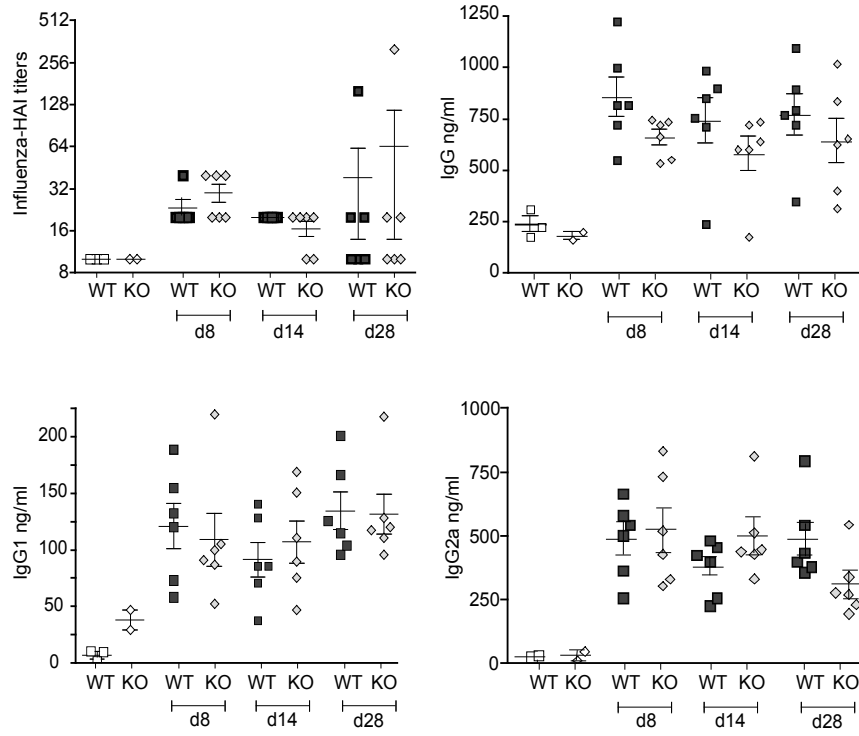 Influenza-HAI titers
512
256
128
64
32
16
8
WT KO WT KO WT KO WT KO
d8 d14 d28
IgG ng/ml
1250
1000
750
500
250
0
WT KO WT KO WT KO WT KO
d8 d14 d28
IgG1 ng/ml
200
150
100
50
0
WT KO WT KO WT KO WT KO
d8 d14 d28
IgG2a ng/ml
1000
750
500
250
0
WT KO WT KO WT KO WT KO
d8 d14 d28